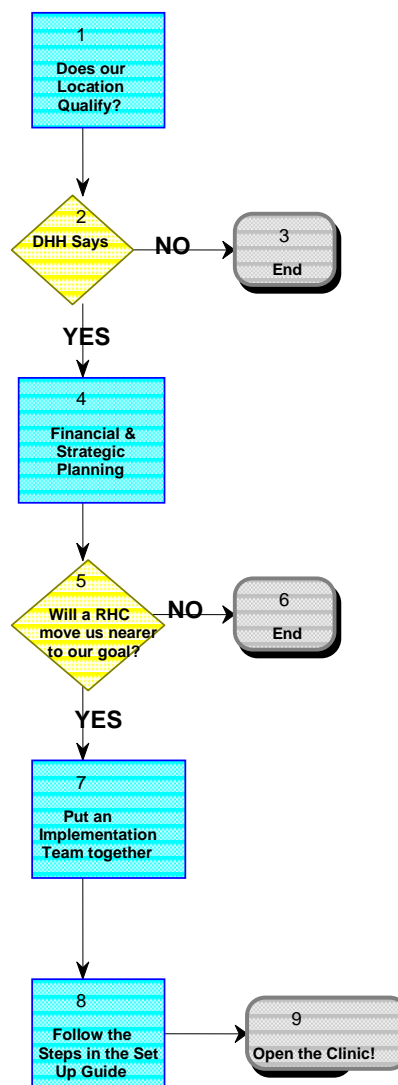 1
Does our
Location
Qualify?
2
DHH Says
NO
3
End
YES
4
Financial &
Strategic
Planning
5
Will a RHC
move us nearer
to our goal?
NO
6
End
YES
7
Put an
Implementation
Team together
8
Follow the
Steps in the Set
Up Guide
9
Open the Clinic!